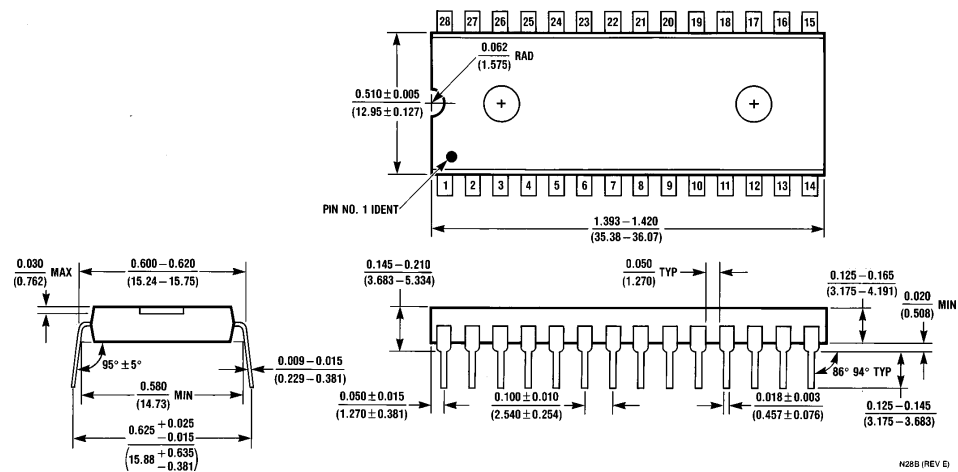 28 27 26 25 24 23 22 21 20 19 18 17 16 15
0.062
(1.575)
RAD
0.510 ± 0.005
(12.95 ± 0.127)
PIN NO. 1 IDENT
1 2 3 4 5 6 7 8 9 10 11 12 13 14
1.393 – 1.420
(35.38 – 36.07)
0.030
(0.762)
MAX
0.600 – 0.620
(15.24 – 15.75)
95° ± 5°
0.009 – 0.015
(0.229 – 0.381)
0.580
(14.73)
MIN
0.625 + 0.025
– 0.015
(15.88 + 0.635
– 0.381)
0.145 – 0.210
(3.683 – 5.334)
0.050
(1.270)
TYP
0.125 – 0.165
(3.175 – 4.191)
0.020
(0.508)
MIN
86° 94° TYP
0.050 ± 0.015
(1.270 ± 0.381)
0.100 ± 0.010
(2.540 ± 0.254)
0.018 ± 0.003
(0.457 ± 0.076)
0.125 – 0.145
(3.175 – 3.683)
N28B (REV E)